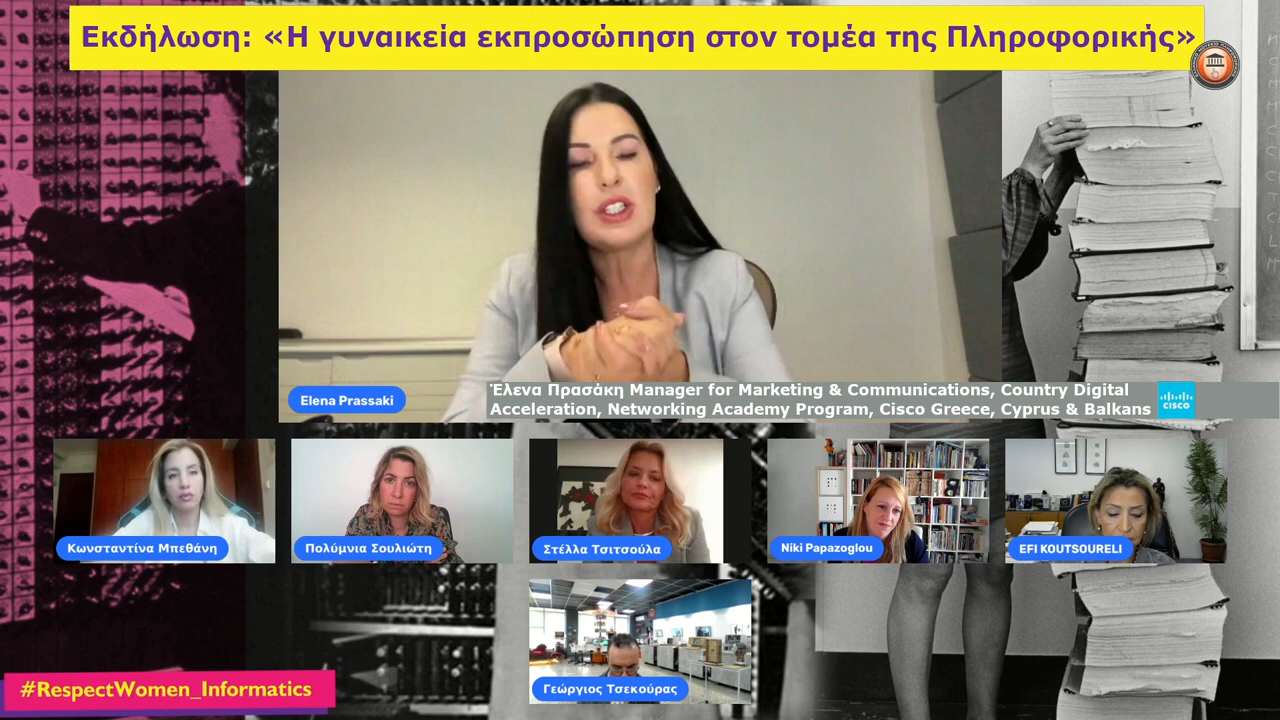 Εκδήλωση: «Η γυναικεία εκπροσώπηση στον τομέα της Πληροφορικής»
Elena Prassaki
Έλενα Πρασάκη Manager for Marketing & Communications, Country Digital
Acceleration, Networking Academy Program, Cisco Greece, Cyprus & Balkans
CISCO
Κωνσταντίνα Μπεθάνη
Πολύμνια Σουλιώτη
Στέλλα Τσιτσούλα
Niki Papazoglou
EFI KOUTSOURELI
Γεώργιος Τσεκούρας
#RespectWomen_Informatics